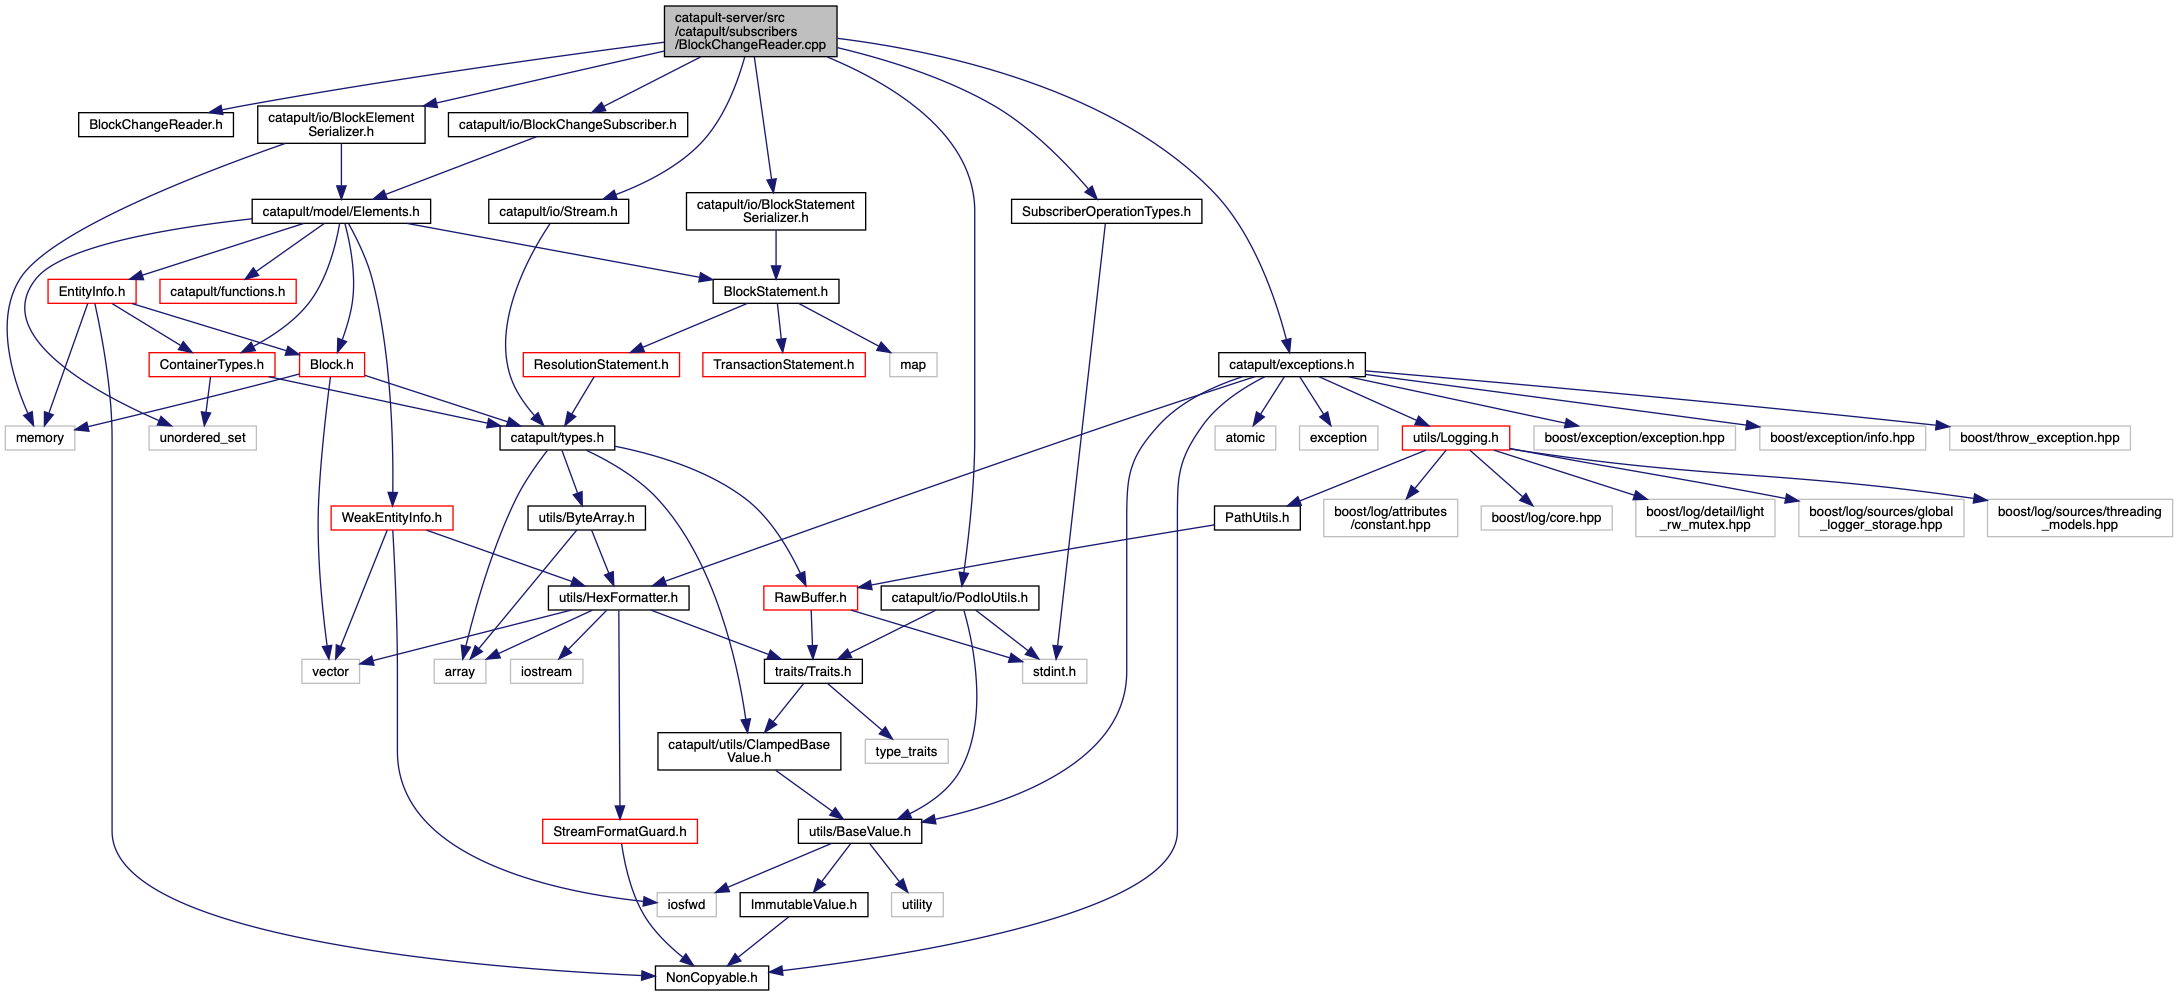 catapult-server/src
/catapult/subscribers
/BlockChangeReader.cpp
BlockChangeReader.h
catapult/io/BlockElement
Serializer.h
catapult/io/BlockChangeSubscriber.h
catapult/model/Elements.h
catapult/io/Stream.h
catapult/io/BlockStatement
Serializer.h
SubscriberOperationTypes.h
EntityInfo.h
catapult/functions.h
BlockStatement.h
ContainerTypes.h
Block.h
ResolutionStatement.h
TransactionStatement.h
map
catapult/exceptions.h
memory
unordered_set
catapult/types.h
atomic
exception
utils/Logging.h
boost/exception/exception.hpp
boost/exception/info.hpp
boost/throw_exception.hpp
WeakEntityInfo.h
utils/ByteArray.h
PathUtils.h
boost/log/attributes
/constant.hpp
boost/log/core.hpp
boost/log/detail/light
_rw_mutex.hpp
boost/log/sources/global
_logger_storage.hpp
boost/log/sources/threading
_models.hpp
utils/HexFormatter.h
RawBuffer.h
catapult/io/PodIoUtils.h
vector
array
iostream
traits/Traits.h
stdint.h
catapult/utils/ClampedBase
Value.h
type_traits
StreamFormatGuard.h
utils/BaseValue.h
iosfwd
ImmutableValue.h
utility
NonCopyable.h